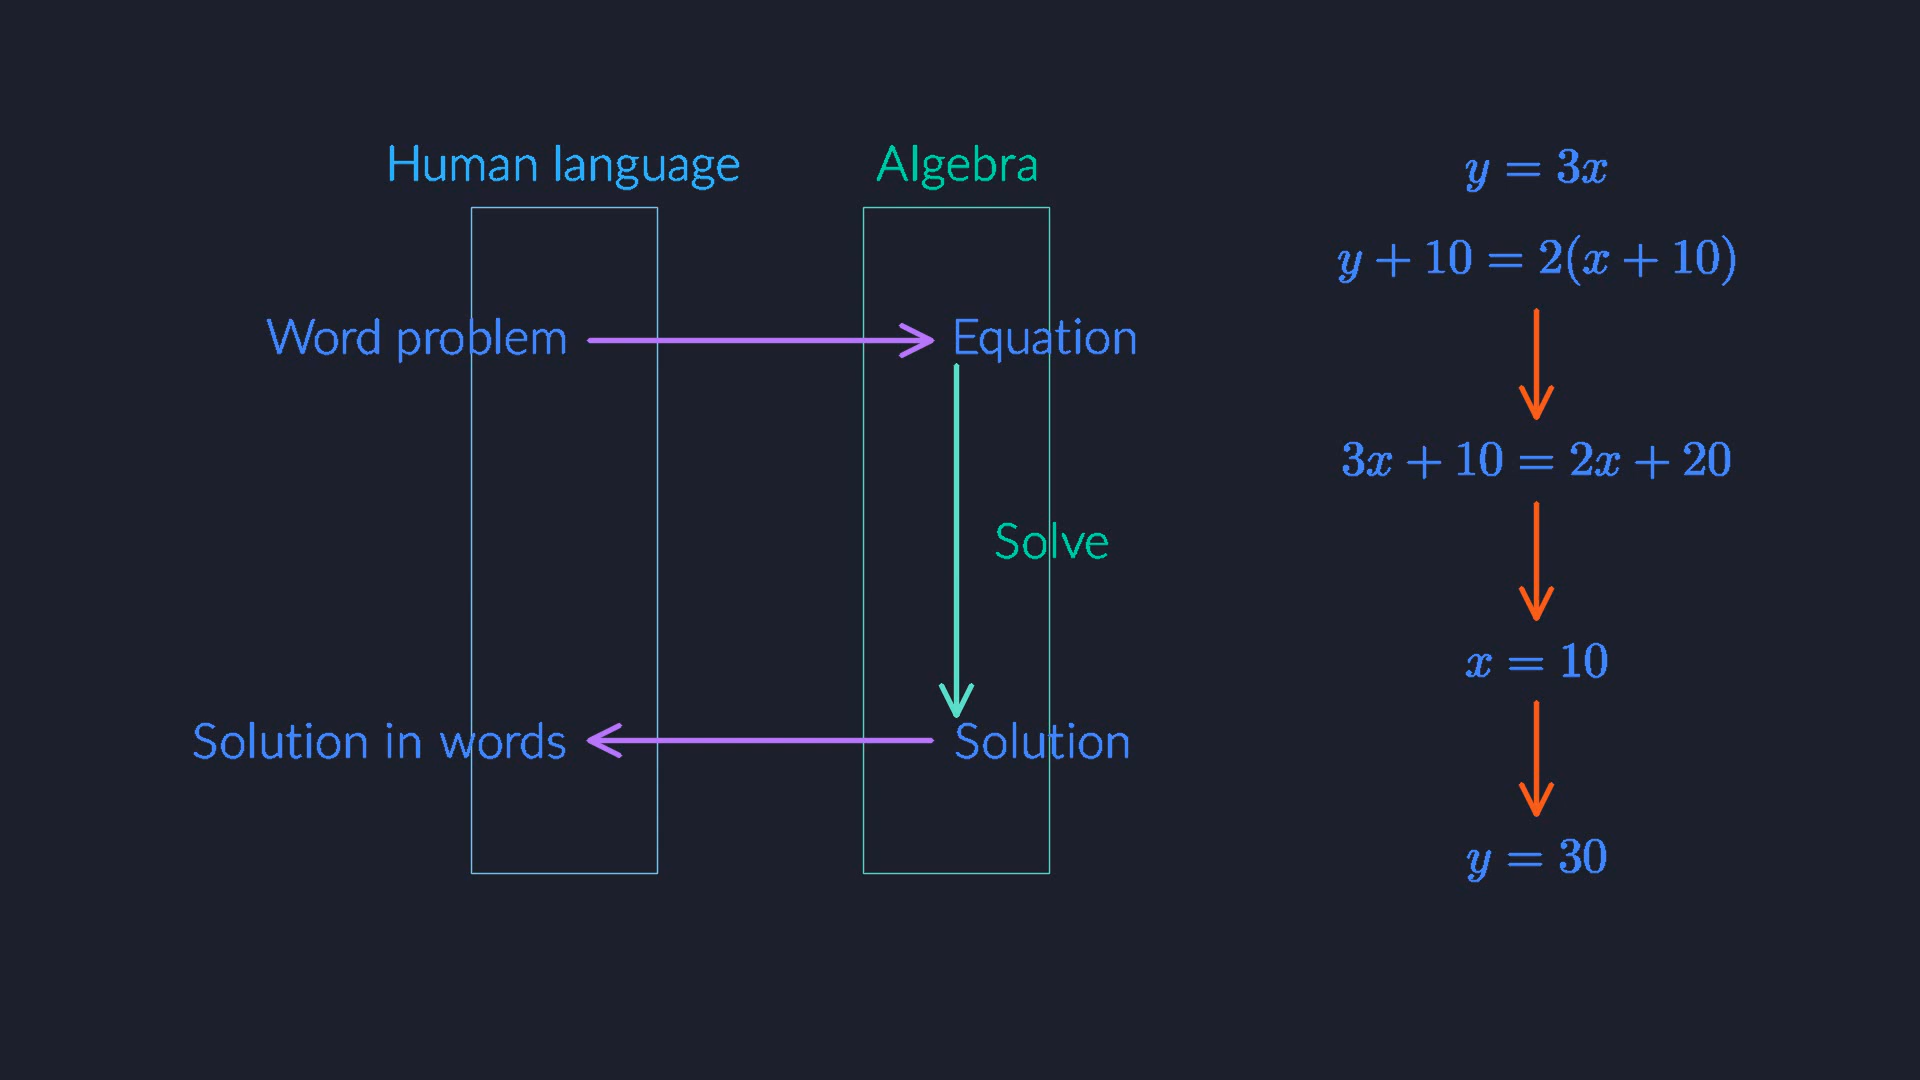 Human language
Algebra
Word problem
Equation
Solve
Solution in words
Solution
y = 3x
y + 10 = 2(x + 10)
3x + 10 = 2x + 20
x = 10
y = 30